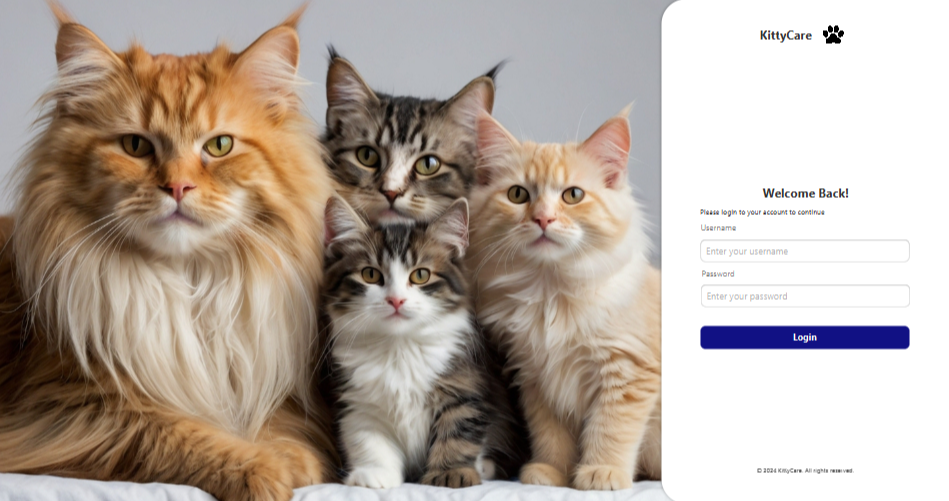 KittyCare
Welcome Back!
Please login to your account to continue
Username
Enter your username
Password
Enter your password
Login
© 2024 KittyCare. All rights reserved.